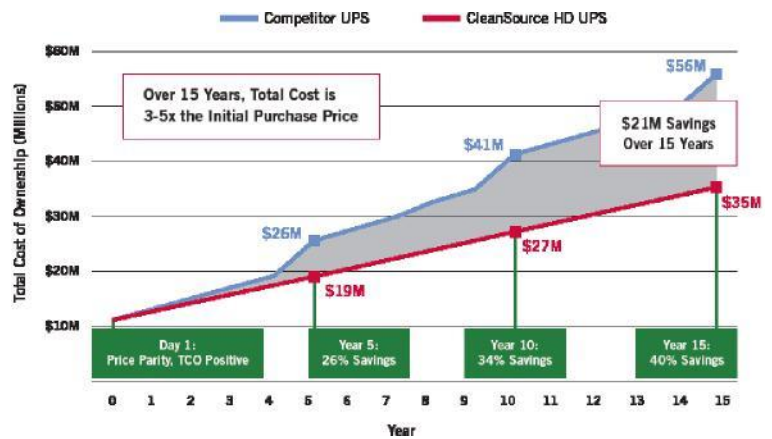 Competitor UPS
CleanSource HD UPS
Total Cost of Ownership (Millions)
$60M
$50M
$40M
$30M
$20M
$10M
Over 15 Years, Total Cost is
3-5x the Initial Purchase Price
$56M
$21M Savings
Over 15 Years
$41M
$35M
$26M
$27M
$19M
Day 1:
Price Parity, TCO Positive
Year 5:
26% Savings
Year 10:
34% Savings
Year 15:
40% Savings
0 1 2 3 4 5 6 7 8 9 10 11 12 13 14 15
Year